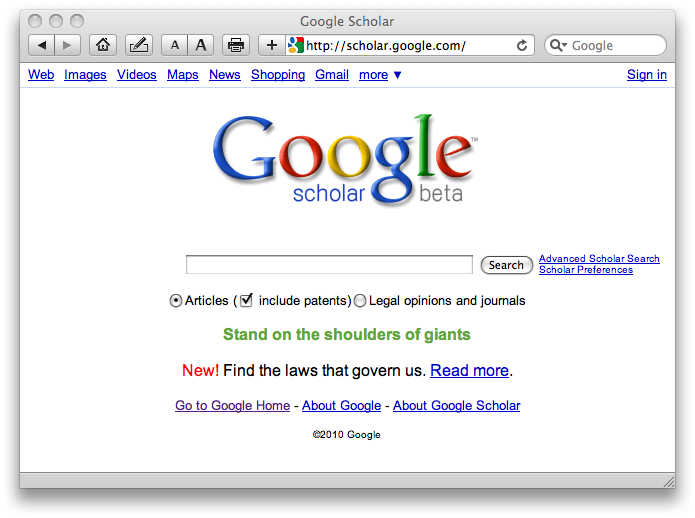 Google Scholar
A A + http://scholar.google.com/ Google
Web Images Videos Maps News Shopping Gmail more ▼ Sign in
Google™
scholar beta
Search Advanced Scholar Search
Scholar Preferences
Articles ( include patents) Legal opinions and journals
Stand on the shoulders of giants
New! Find the laws that govern us. Read more.
Go to Google Home - About Google - About Google Scholar
©2010 Google